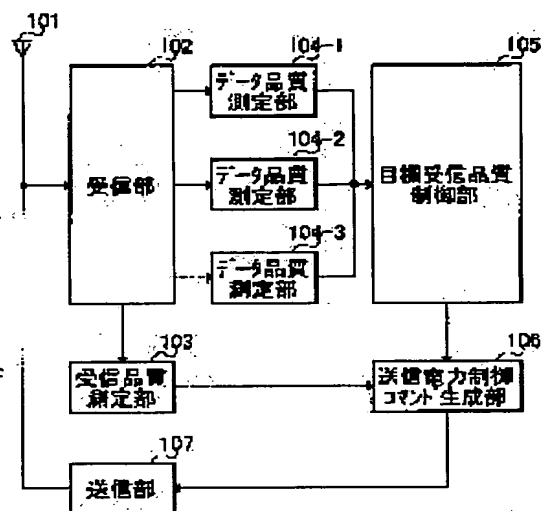 101
102
受信部
104-1
データ品質
測定部
104-2
データ品質
測定部
104-3
データ品質
測定部
105
目標受信品質
制御部
103
受信品質
測定部
106
送信電力制御
コマンド生成部
107
送信部